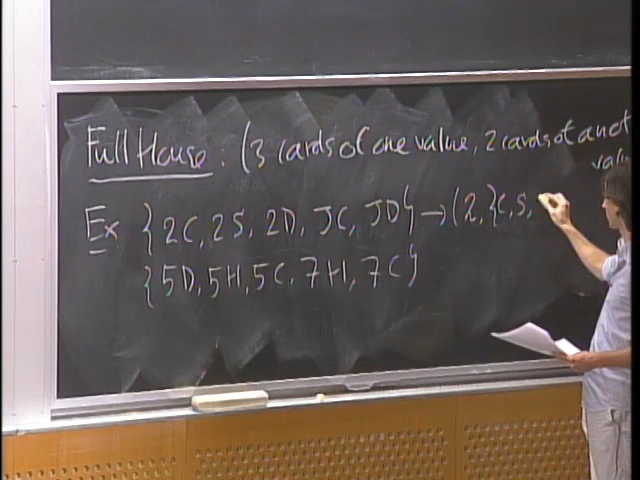 Full House : (3 cards of one value, 2 cards of anot
valu
Ex {2C, 2S, 2D, JC, JD} → (2, {C, S,
{5D, 5H, 5C, 7H, 7C}